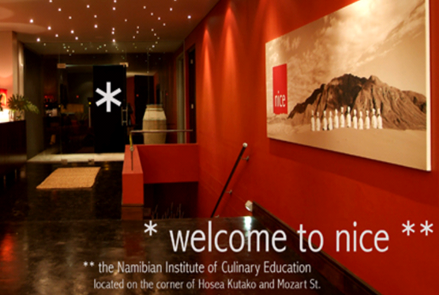 *
nice
* welcome to nice **
** the Namibian Institute of Culinary Education
located on the corner of Hosea Kutako and Mozart St.